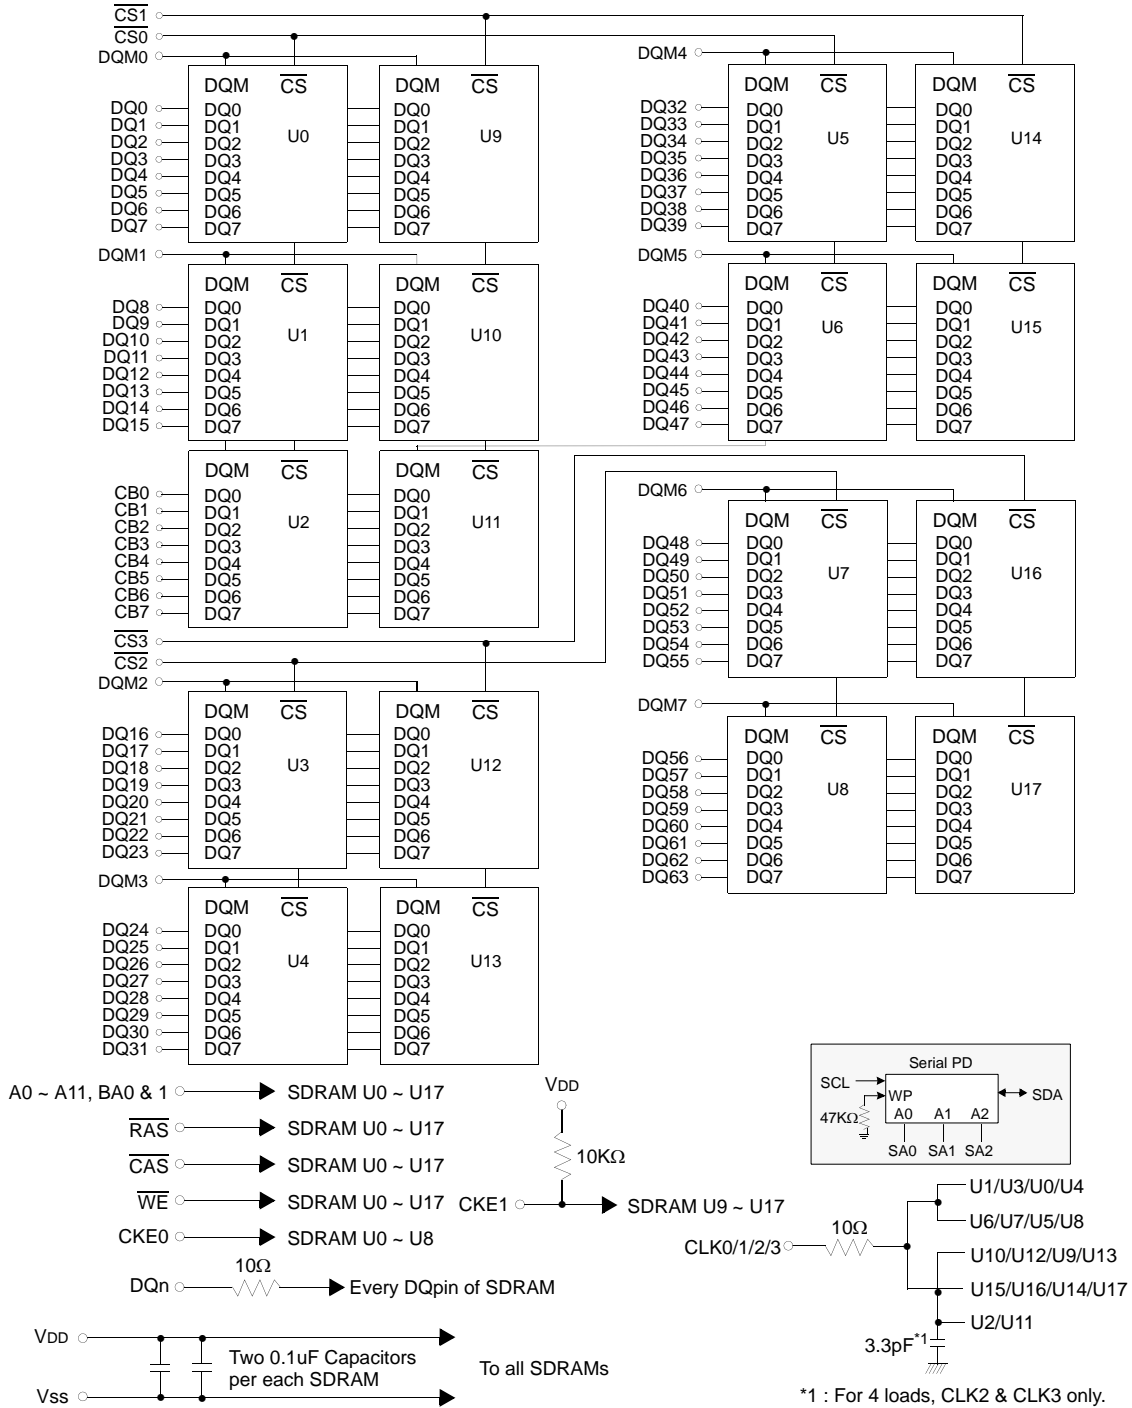 CS1
CS0
DQM0
DQM CS
DQ0 DQ0 DQ0
DQ1 DQ1 DQ1
DQ2 DQ2 DQ2
DQ3 DQ3 DQ3
DQ4 DQ4 DQ4
DQ5 DQ5 DQ5
DQ6 DQ6 DQ6
DQ7 DQ7 DQ7
U0
DQM CS
U9
DQM1
DQM CS
DQ8 DQ0 DQ0
DQ9 DQ1 DQ1
DQ10 DQ2 DQ2
DQ11 DQ3 DQ3
DQ12 DQ4 DQ4
DQ13 DQ5 DQ5
DQ14 DQ6 DQ6
DQ15 DQ7 DQ7
U1
DQM CS
U10
DQM CS
CB0 DQ0 DQ0
CB1 DQ1 DQ1
CB2 DQ2 DQ2
CB3 DQ3 DQ3
CB4 DQ4 DQ4
CB5 DQ5 DQ5
CB6 DQ6 DQ6
CB7 DQ7 DQ7
U2
DQM CS
U11
CS3
CS2
DQM2
DQM CS
DQ16 DQ0 DQ0
DQ17 DQ1 DQ1
DQ18 DQ2 DQ2
DQ19 DQ3 DQ3
DQ20 DQ4 DQ4
DQ21 DQ5 DQ5
DQ22 DQ6 DQ6
DQ23 DQ7 DQ7
U3
DQM CS
U12
DQM3
DQM CS
DQ24 DQ0 DQ0
DQ25 DQ1 DQ1
DQ26 DQ2 DQ2
DQ27 DQ3 DQ3
DQ28 DQ4 DQ4
DQ29 DQ5 DQ5
DQ30 DQ6 DQ6
DQ31 DQ7 DQ7
U4
DQM CS
U13
DQM4
DQM CS
DQ32 DQ0 DQ0
DQ33 DQ1 DQ1
DQ34 DQ2 DQ2
DQ35 DQ3 DQ3
DQ36 DQ4 DQ4
DQ37 DQ5 DQ5
DQ38 DQ6 DQ6
DQ39 DQ7 DQ7
U5
DQM CS
U14
DQM5
DQM CS
DQ40 DQ0 DQ0
DQ41 DQ1 DQ1
DQ42 DQ2 DQ2
DQ43 DQ3 DQ3
DQ44 DQ4 DQ4
DQ45 DQ5 DQ5
DQ46 DQ6 DQ6
DQ47 DQ7 DQ7
U6
DQM CS
U15
DQM6
DQM CS
DQ48 DQ0 DQ0
DQ49 DQ1 DQ1
DQ50 DQ2 DQ2
DQ51 DQ3 DQ3
DQ52 DQ4 DQ4
DQ53 DQ5 DQ5
DQ54 DQ6 DQ6
DQ55 DQ7 DQ7
U7
DQM CS
U16
DQM7
DQM CS
DQ56 DQ0 DQ0
DQ57 DQ1 DQ1
DQ58 DQ2 DQ2
DQ59 DQ3 DQ3
DQ60 DQ4 DQ4
DQ61 DQ5 DQ5
DQ62 DQ6 DQ6
DQ63 DQ7 DQ7
U8
DQM CS
U17
A0 ~ A11, BA0 & 1 SDRAM U0 ~ U17
RAS SDRAM U0 ~ U17
CAS SDRAM U0 ~ U17
WE SDRAM U0 ~ U17
CKE0 SDRAM U0 ~ U8
10Ω
DQn Every DQpin of SDRAM
VDD
10KΩ
CKE1 SDRAM U9 ~ U17
VDD
Two 0.1uF Capacitors
per each SDRAM
To all SDRAMs
Vss
Serial PD
SCL
WP
SDA
47KΩ
A0 A1 A2
SA0 SA1 SA2
U1/U3/U0/U4
U6/U7/U5/U8
10Ω
CLK0/1/2/3
U10/U12/U9/U13
U15/U16/U14/U17
U2/U11
3.3pF*1
*1 : For 4 loads, CLK2 & CLK3 only.